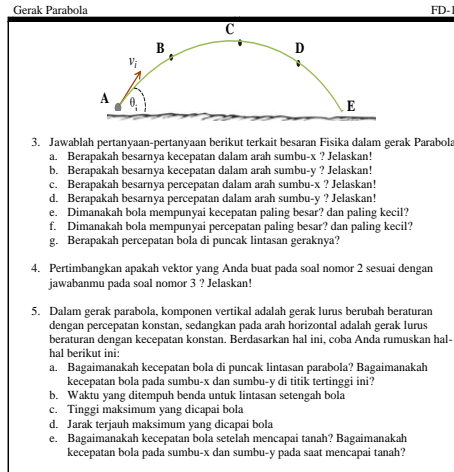 Gerak Parabola FD-1
C
B D
vi
A θi E
3. Jawablah pertanyaan-pertanyaan berikut terkait besaran Fisika dalam gerak Parabola
a. Berapakah besarnya kecepatan dalam arah sumbu-x ? Jelaskan!
b. Berapakah besarnya kecepatan dalam arah sumbu-y ? Jelaskan!
c. Berapakah besarnya percepatan dalam arah sumbu-x ? Jelaskan!
d. Berapakah besarnya percepatan dalam arah sumbu-y ? Jelaskan!
e. Dimanakah bola mempunyai kecepatan paling besar? dan paling kecil?
f. Dimanakah bola mempunyai percepatan paling besar? dan paling kecil?
g. Berapakah percepatan bola di puncak lintasan geraknya?
4. Pertimbangkan apakah vektor yang Anda buat pada soal nomor 2 sesuai dengan
jawabanmu pada soal nomor 3 ? Jelaskan!
5. Dalam gerak parabola, komponen vertikal adalah gerak lurus berubah beraturan
dengan percepatan konstan, sedangkan pada arah horizontal adalah gerak lurus
beraturan dengan kecepatan konstan. Berdasarkan hal ini, coba Anda rumuskan hal-
hal berikut ini:
a. Bagaimanakah kecepatan bola di puncak lintasan parabola? Bagaimanakah
kecepatan bola pada sumbu-x dan sumbu-y di titik tertinggi ini?
b. Waktu yang ditempuh benda untuk lintasan setengah bola
c. Tinggi maksimum yang dicapai bola
d. Jarak terjauh maksimum yang dicapai bola
e. Bagaimanakah kecepatan bola setelah mencapai tanah? Bagaimanakah
kecepatan bola pada sumbu-x dan sumbu-y pada saat mencapai tanah?